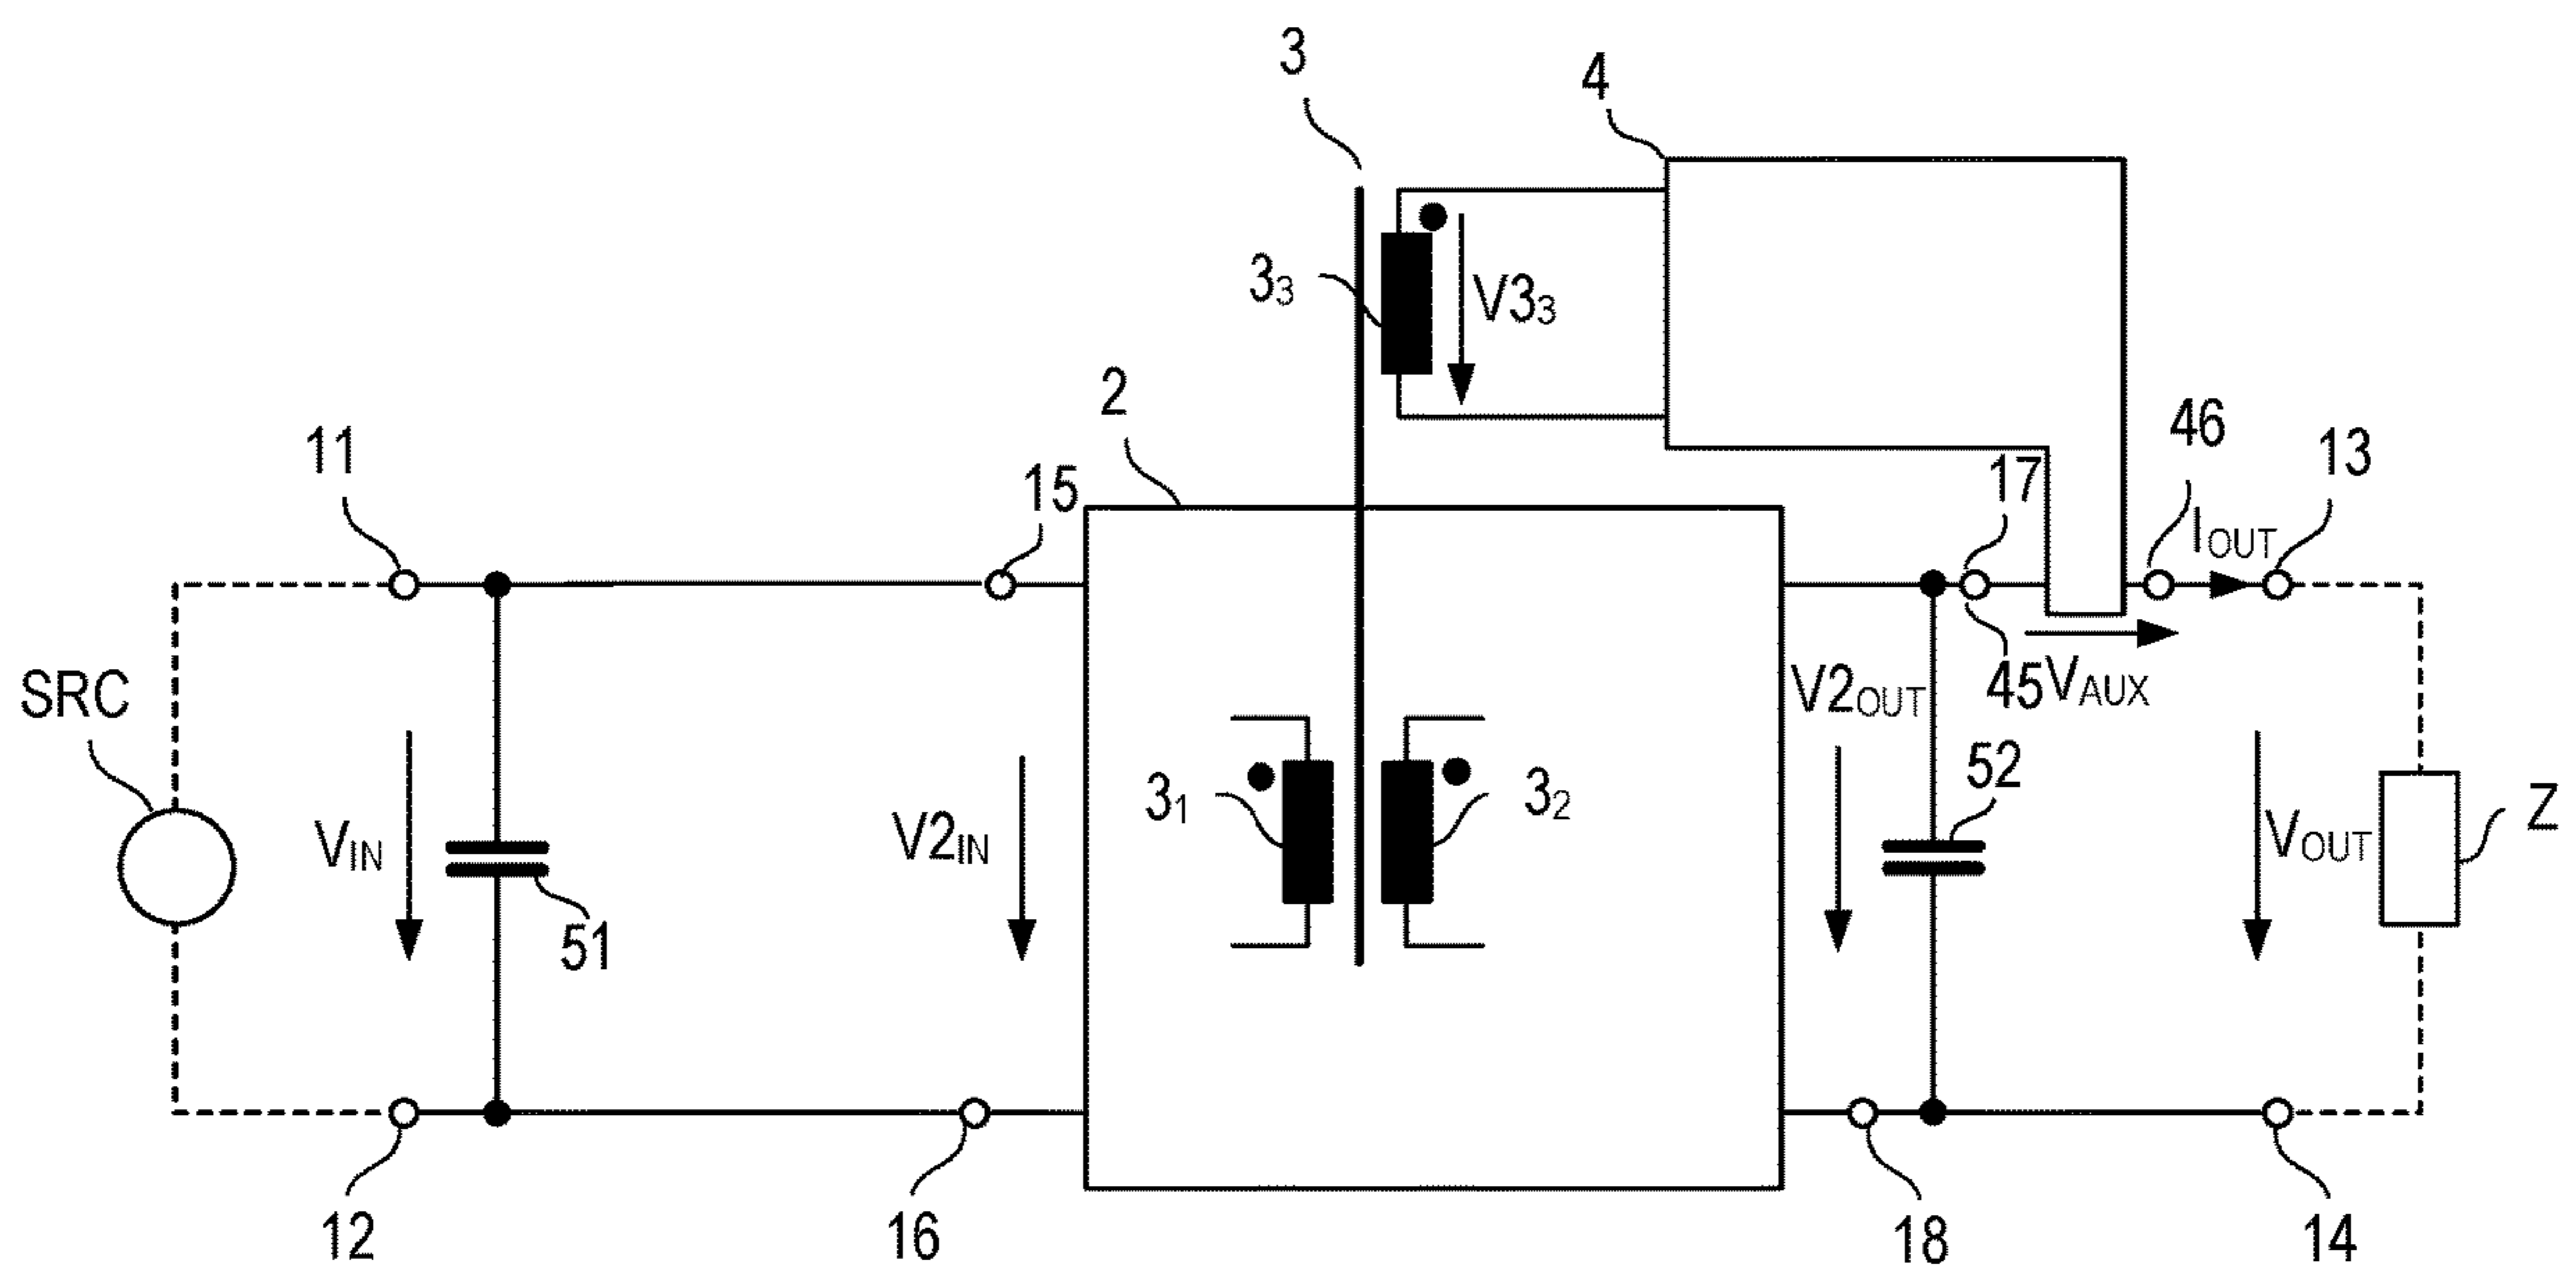 3
4
3₃
V3₃
2
11
15
17
46
13
I_OUT
SRC
V_IN
V2_IN
3₁
3₂
V2_OUT
45
V_AUX
52
V_OUT
Z
51
12
16
18
14